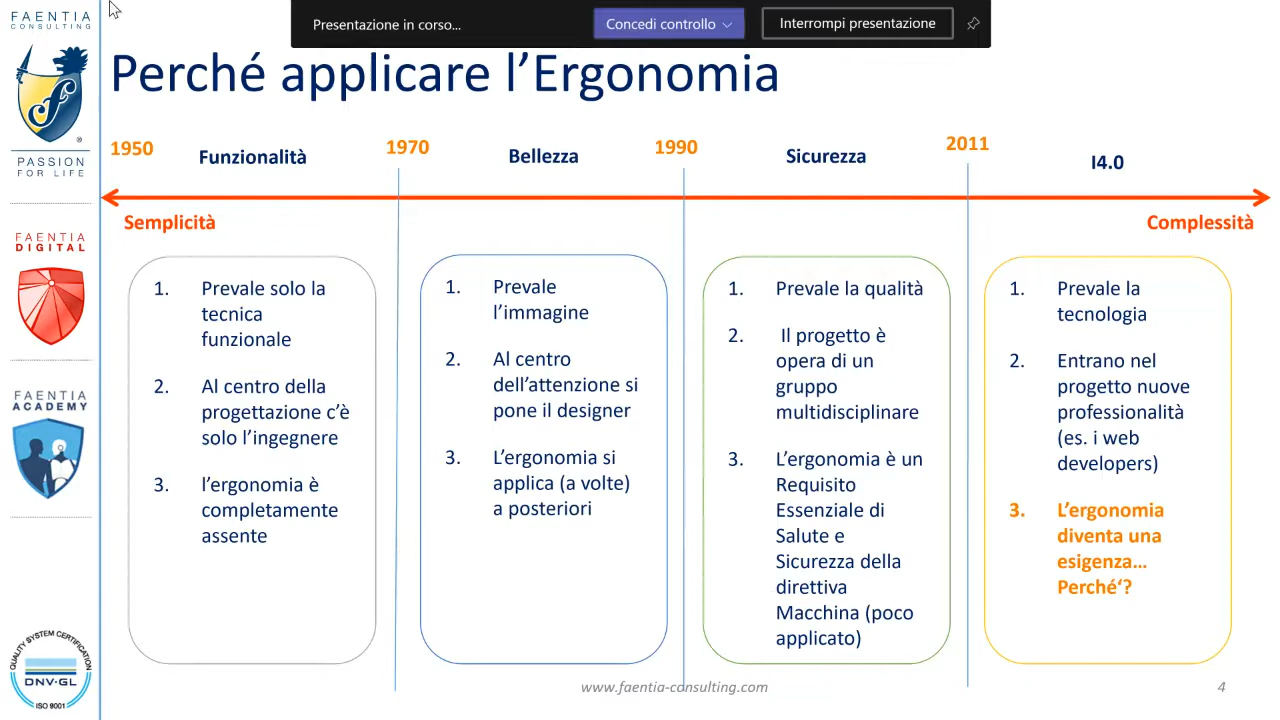 FAENTIA
CONSULTING
PASSION
FOR LIFE
FAENTIA
DIGITAL
FAENTIA
ACADEMY
QUALITY SYSTEM CERTIFICATION
DNV·GL
ISO 9001
Presentazione in corso...
Concedi controllo
Interrompi presentazione
Perché applicare l’Ergonomia
1950
Funzionalità
1970
Bellezza
1990
Sicurezza
2011
I4.0
Semplicità
Complessità
1. Prevale solo la
tecnica
funzionale
2. Al centro della
progettazione c’è
solo l’ingegnere
3. l’ergonomia è
completamente
assente
1. Prevale
l’immagine
2. Al centro
dell’attenzione si
pone il designer
3. L’ergonomia si
applica (a volte)
a posteriori
1. Prevale la qualità
2. Il progetto è
opera di un
gruppo
multidisciplinare
3. L’ergonomia è un
Requisito
Essenziale di
Salute e
Sicurezza della
direttiva
Macchina (poco
applicato)
1. Prevale la
tecnologia
2. Entrano nel
progetto nuove
professionalità
(es. i web
developers)
3. L’ergonomia
diventa una
esigenza…
Perché‘?
www.faentia-consulting.com
4